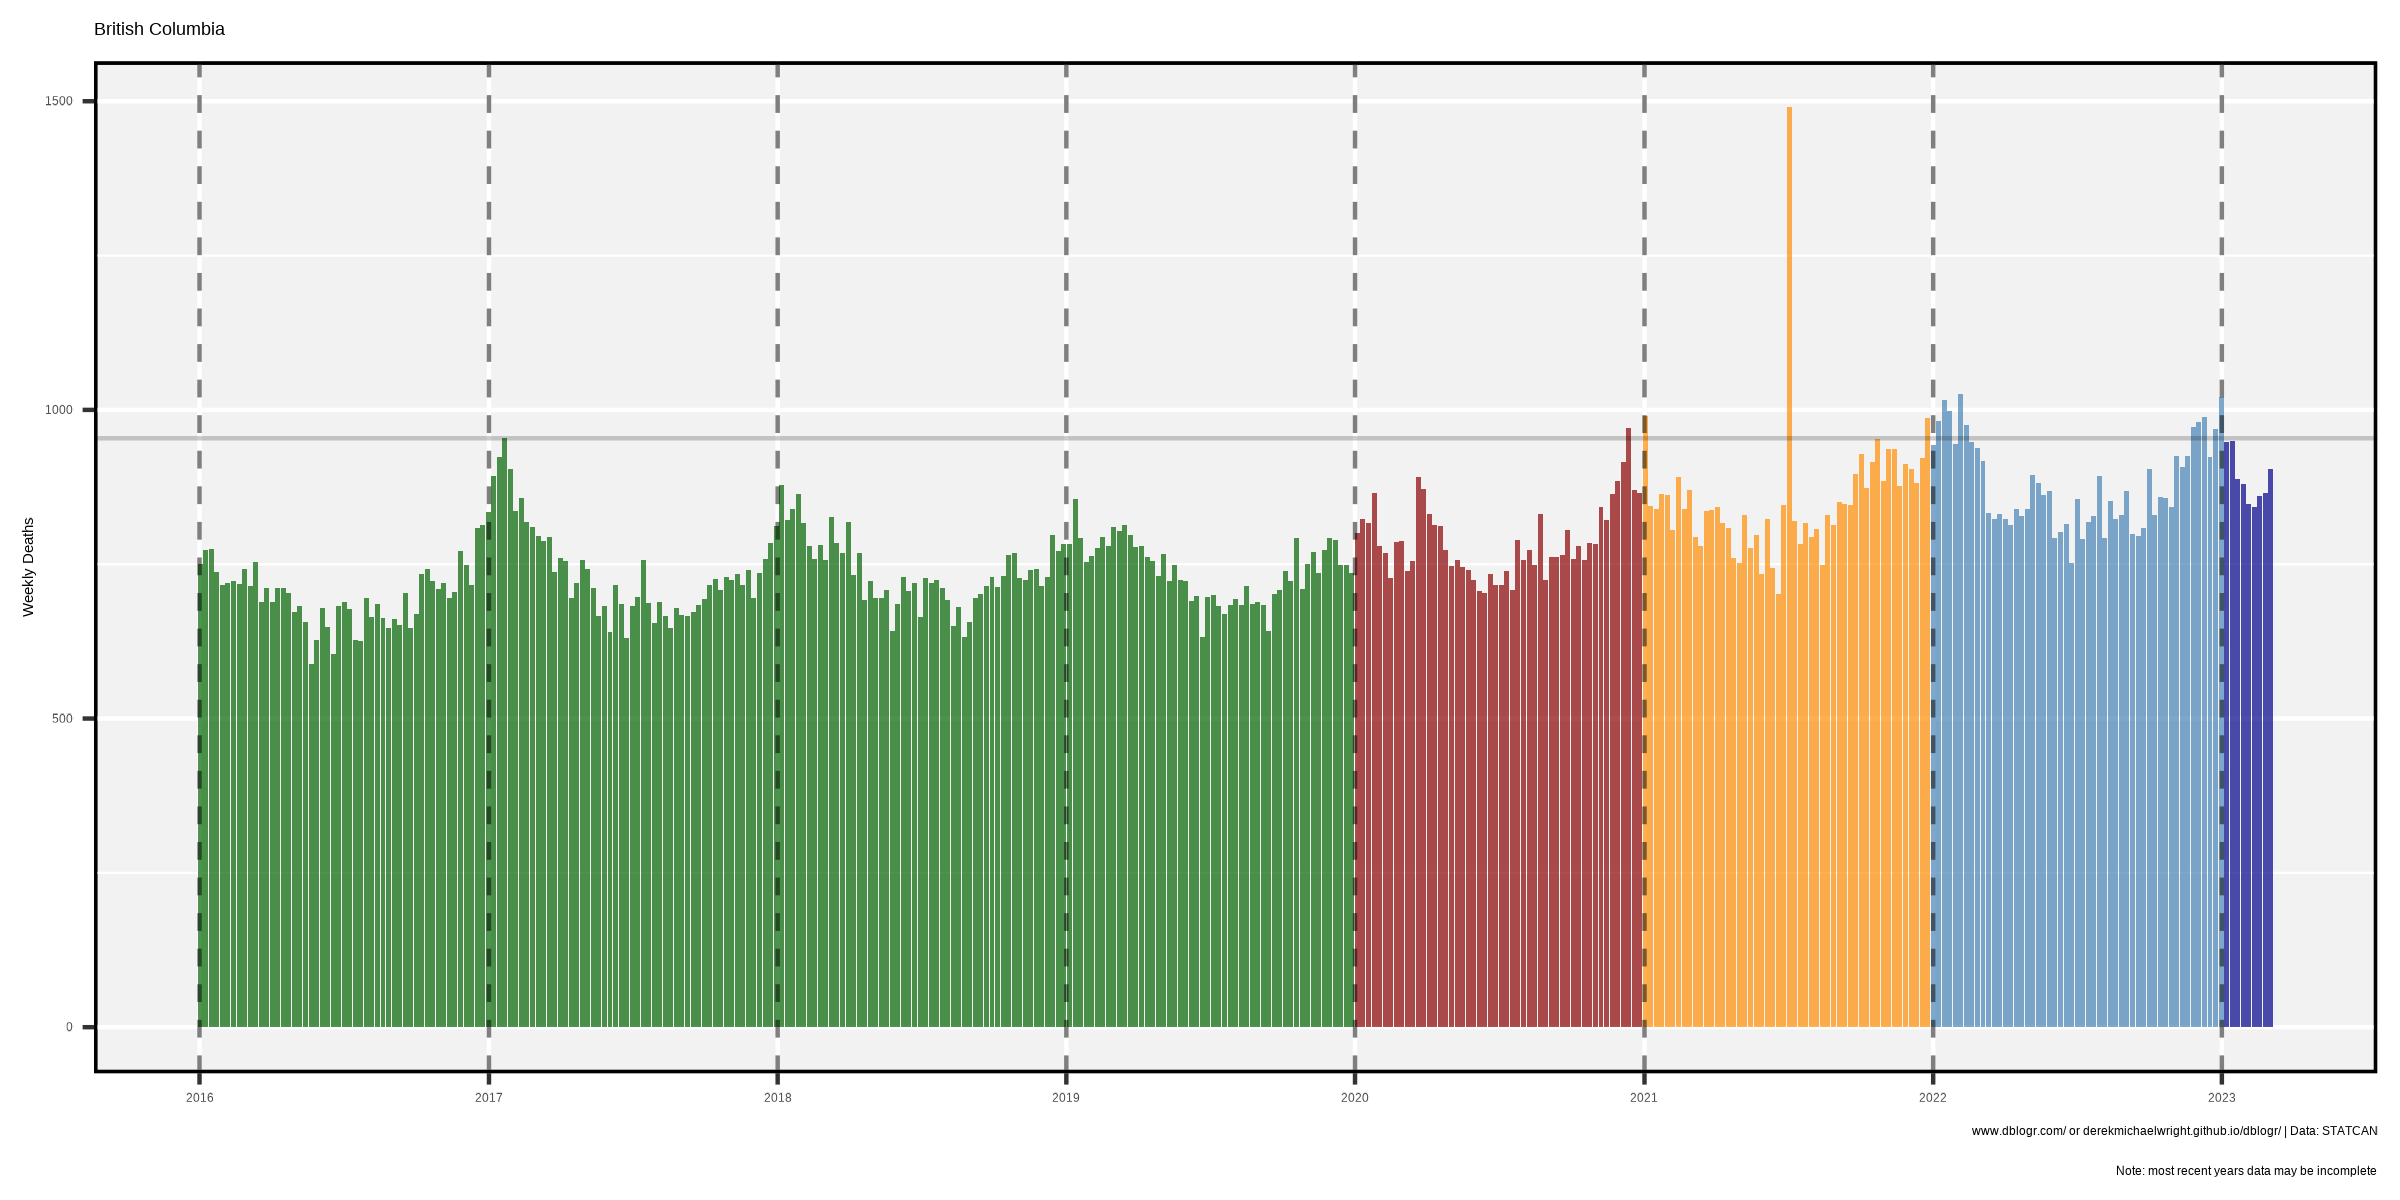 British Columbia
1500
1000
500
0
Weekly Deaths
2016 2017 2018 2019 2020 2021 2022 2023
www.dblogr.com/ or derekmichaelwright.github.io/dblogr/ | Data: STATCAN
Note: most recent years data may be incomplete